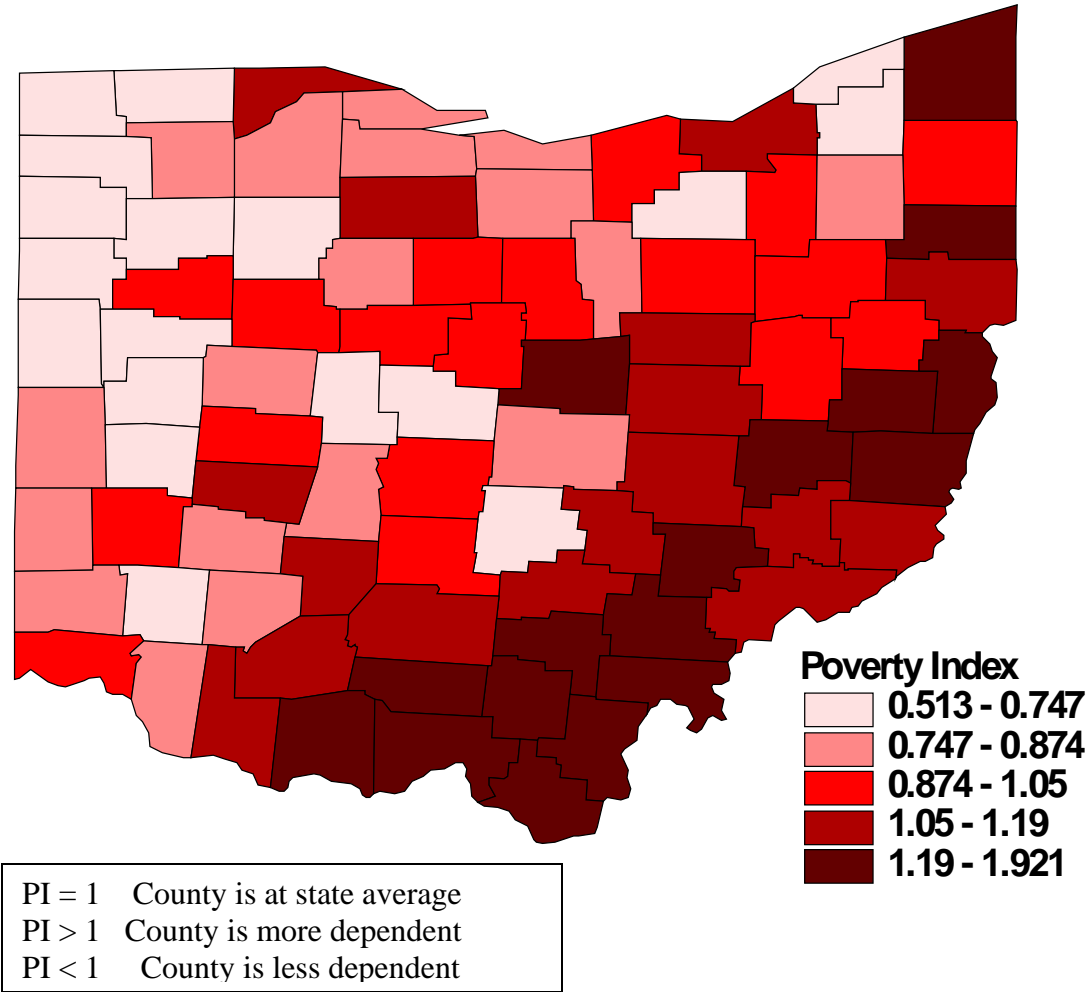 Poverty Index
0.513 - 0.747
0.747 - 0.874
0.874 - 1.05
1.05 - 1.19
1.19 - 1.921
PI = 1 County is at state average
PI > 1 County is more dependent
PI < 1 County is less dependent